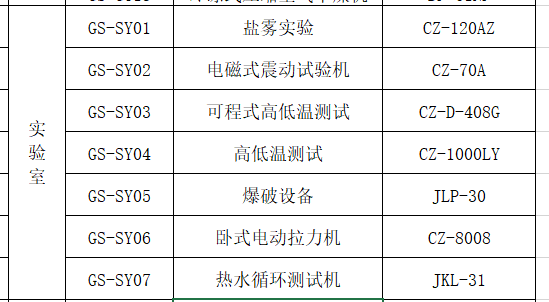 GS-SY01 盐雾实验 CZ-120AZ
GS-SY02 电磁式震动试验机 CZ-70A
GS-SY03 可程式高低温测试 CZ-D-408G
实验室 GS-SY04 高低温测试 CZ-1000LY
GS-SY05 爆破设备 JLP-30
GS-SY06 卧式电动拉力机 CZ-8008
GS-SY07 热水循环测试机 JKL-31